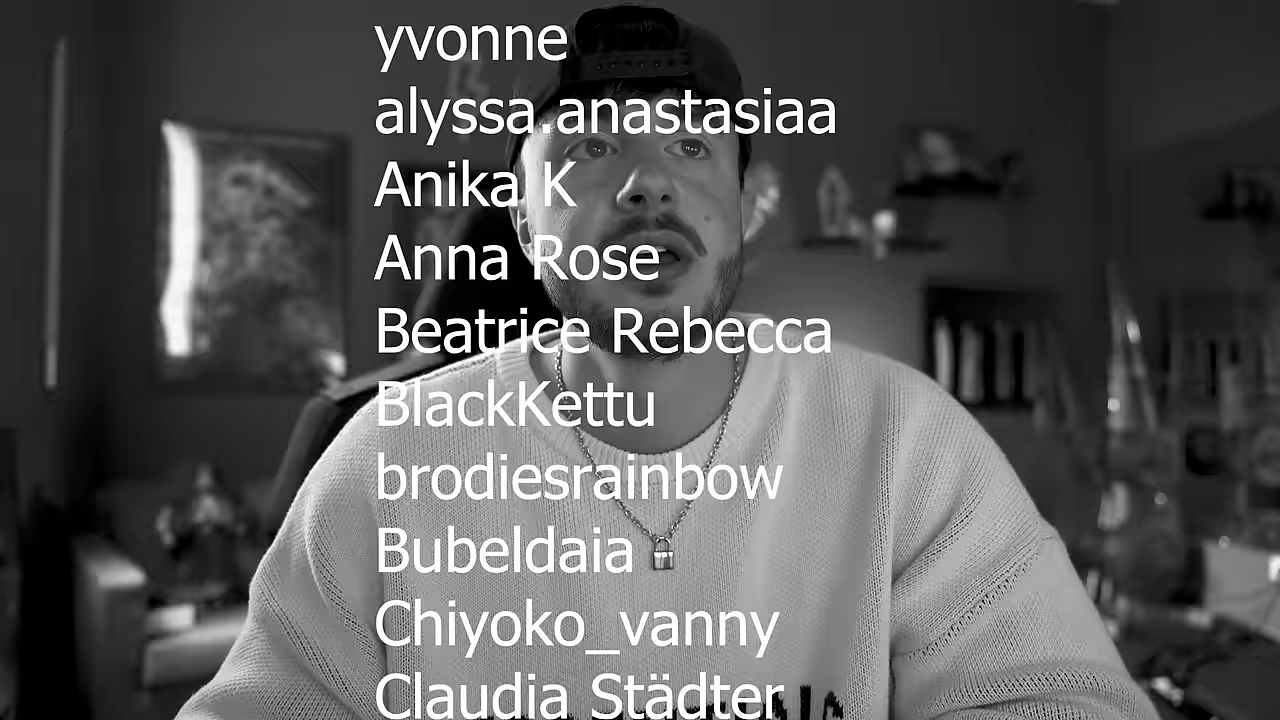 yvonne
alyssa.anastasiaa
Anika K
Anna Rose
Beatrice Rebecca
BlackKettu
brodiesrainbow
Bubeldaia
Chiyoko_vanny
Claudia Städter